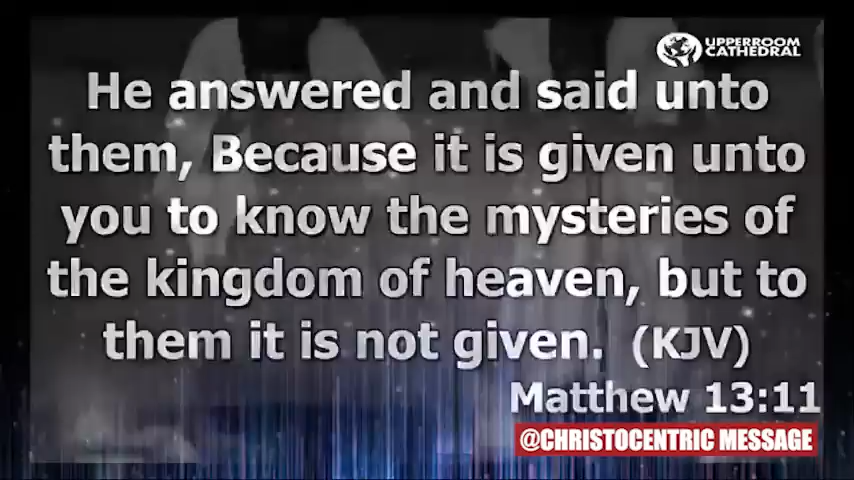 UPPERROOM
CATHEDRAL
He answered and said unto
them, Because it is given unto
you to know the mysteries of
the kingdom of heaven, but to
them it is not given. (KJV)
Matthew 13:11
@CHRISTOCENTRIC MESSAGE